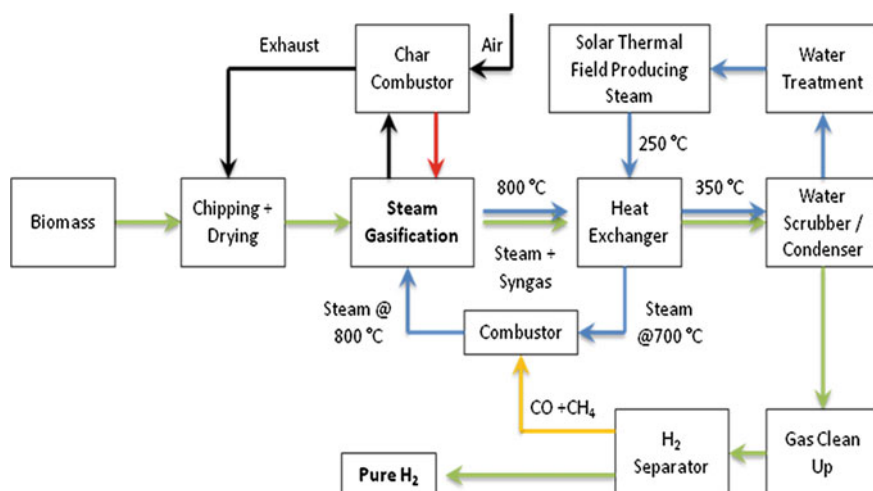 Exhaust
Char
Combustor
Air
Solar Thermal
Field Producing
Steam
Water
Treatment
250 °C
Biomass
Chipping +
Drying
Steam
Gasification
800 °C
Steam +
Syngas
Heat
Exchanger
350 °C
Water
Scrubber /
Condenser
Steam @
800 °C
Combustor
Steam
@700 °C
CO +CH₄
H₂
Separator
Gas Clean
Up
Pure H₂